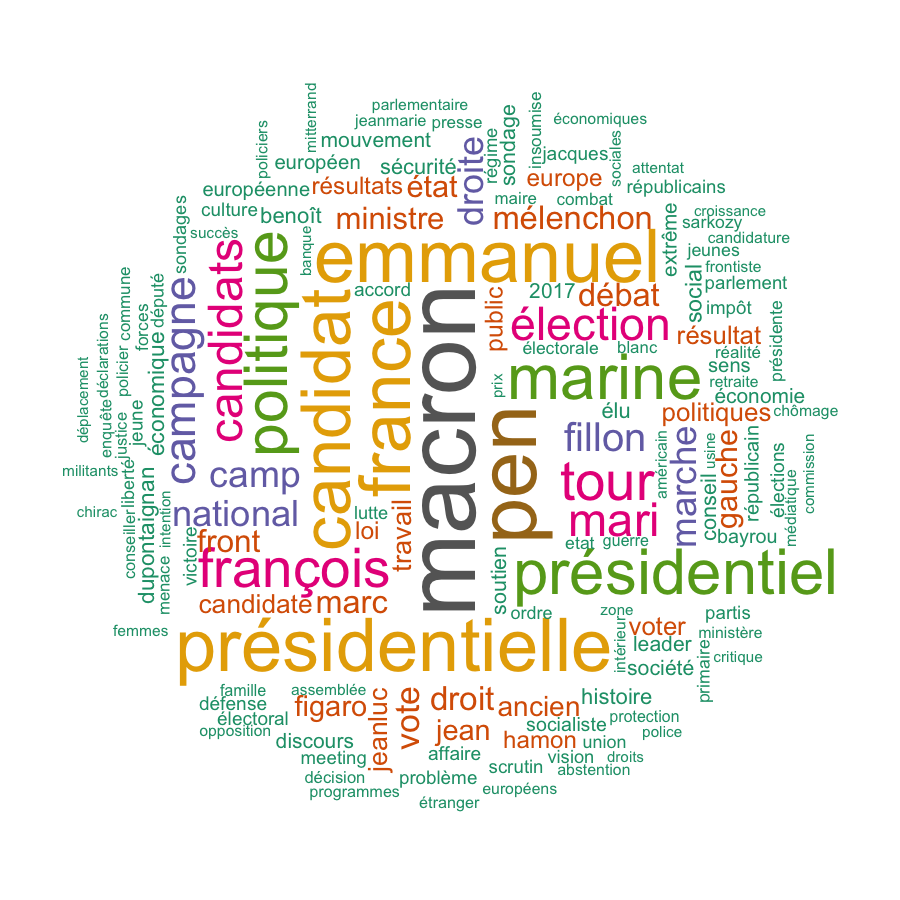 parlementaire
jeanmarie presse
économiques
mitterrand
policiers
mouvement
droite
régime
sondage
insoumise
jacques
sociales
européen
sécurité
attentat
européenne
résultats
état
europe
républicains
maire
combat
culture
benoît
ministre
mélenchon
extrême
croissance
sarkozy
succès
banque
sondages
candidats
politique
emmanuel
candidature
jeunes
frontiste
parlement
social
accord
2017
débat
impôt
public
élection
résultat
présidente
candidat
france
macron
électorale
blanc
réalité
sens
retraite
prix
marine
économie
commune
député
forces
campagne
déclarations
policier
économique
déplacement
enquête
justice
jeune
élu
politiques
chômage
pen
fillon
marche
américain
usine
conseil
gauche
républicain
élections
médiatique
commission
militants
liberté
camp
tour
chirac
conseiller
dupontaignan
intention
menace
national
lutte
loi
travail
mari
bayrou
victoire
front
etat
guerre
françois
soutien
présidentiel
candidate
marc
ordre
zone
partis
femmes
présidentielle
intérieur
voter
leader
ministère
société
primaire
critique
famille
assemblée
défense
figaro
jeanluc
vote
droit
ancien
histoire
électoral
opposition
jean
socialiste
protection
discours
hamon
union
police
meeting
affaire
vision
droits
scrutin
abstention
décision
problème
programmes
européens
étranger